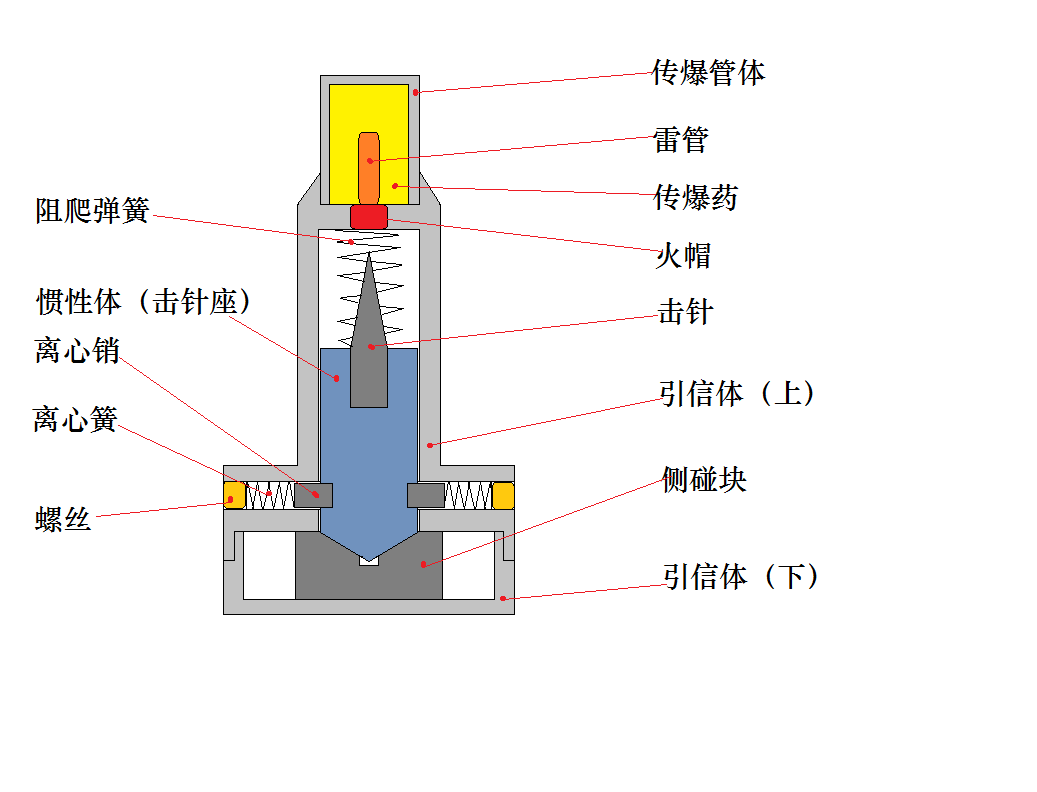 传爆管体
雷管
传爆药
阻爬弹簧
火帽
惯性体（击针座）
击针
离心销
引信体（上）
离心簧
侧碰块
螺丝
引信体（下）